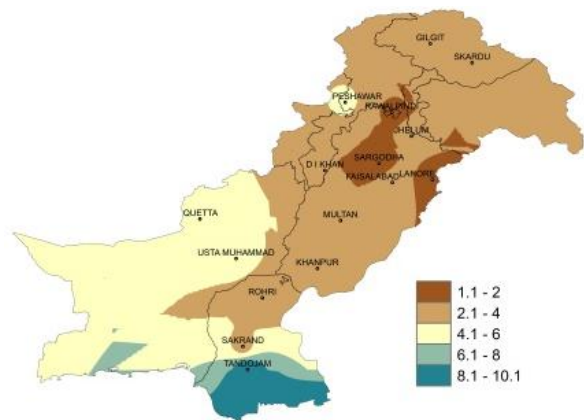 GILGIT
SKARDU
PESHAWAR
RAWALPINDI
JHELUM
SARGODHA
D I KHAN
FAISALABAD
LAHORE
QUETTA
MULTAN
USTA MUHAMMAD
KHANPUR
ROHRI
SAKRAND
TANDOJAM
1.1 - 2
2.1 - 4
4.1 - 6
6.1 - 8
8.1 - 10.1